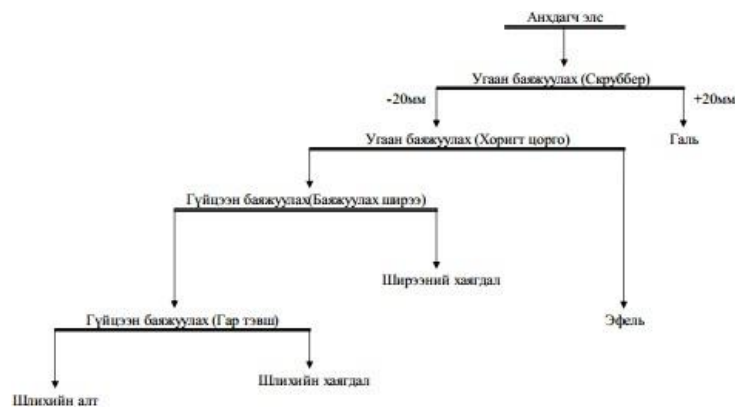 Анхдагч элс
Угаан баяжуулах (Скруббер)
-20мм
+20мм
Угаан баяжуулах (Хоригт цорго)
Галь
Гүйцээн баяжуулах(Баяжуулах ширээ)
Ширээний хаягдал
Гүйцээн баяжуулах (Гар тэвш)
Эфель
Шлихийн хаягдал
Шлихийн алт